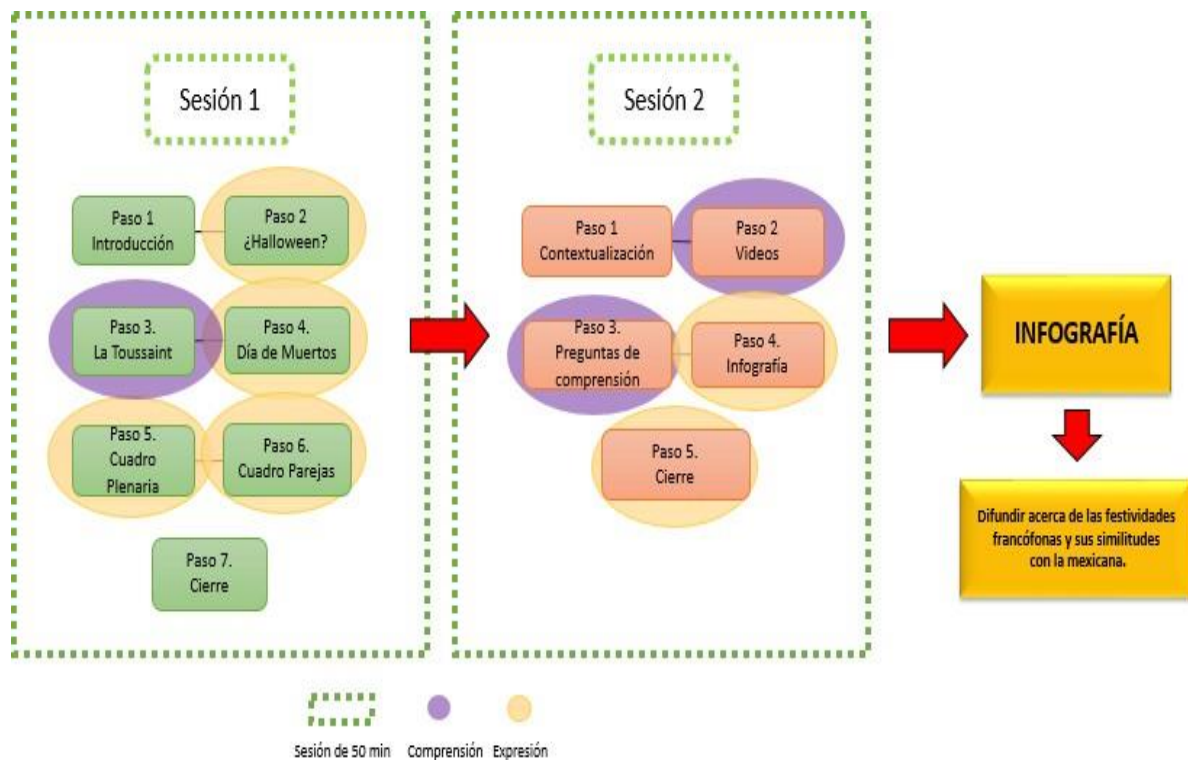 Sesión 1
Paso 1
Introducción
Paso 2
¿Halloween?
Paso 3.
La Toussaint
Paso 4.
Día de Muertos
Paso 5.
Cuadro
Plenaria
Paso 6.
Cuadro Parejas
Paso 7.
Cierre
Sesión 2
Paso 1
Contextualización
Paso 2
Videos
Paso 3.
Preguntas de
comprensión
Paso 4.
Infografía
Paso 5.
Cierre
INFOGRAFÍA
Difundir acerca de las festividades
francófonas y sus similitudes
con la mexicana.
Sesión de 50 min
Comprensión
Expresión